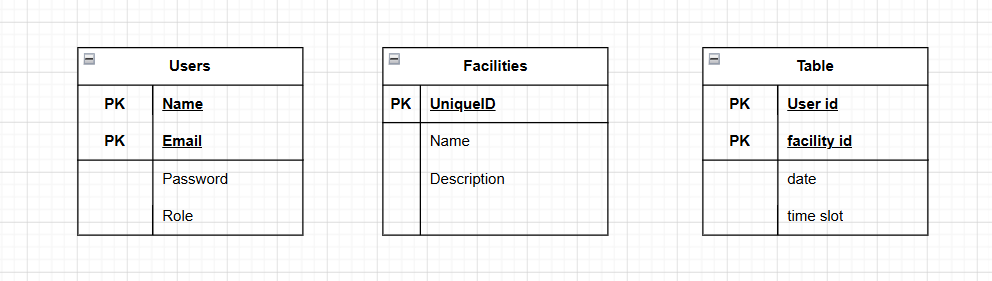 Users
PK Name
PK Email
Password
Role
Facilities
PK UniqueID
Name
Description
Table
PK User id
PK facility id
date
time slot